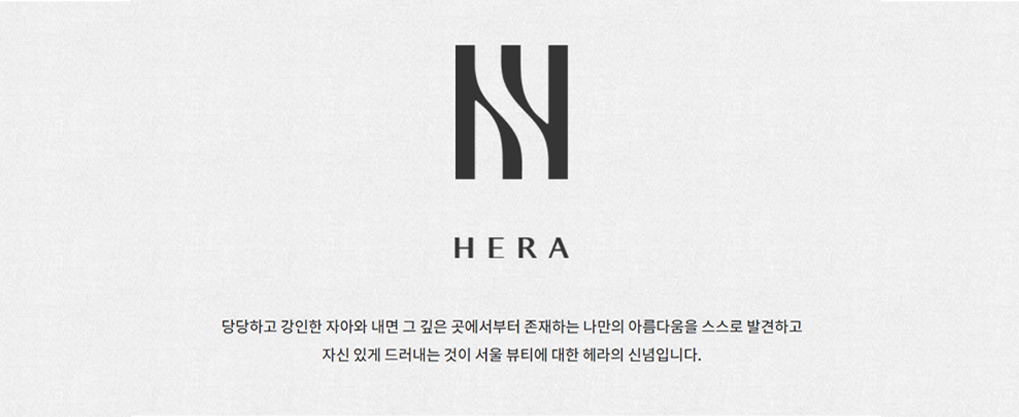 HERA
당당하고 강인한 자아와 내면 그 깊은 곳에서부터 존재하는 나만의 아름다움을 스스로 발견하고
자신 있게 드러내는 것이 서울 뷰티에 대한 헤라의 신념입니다.